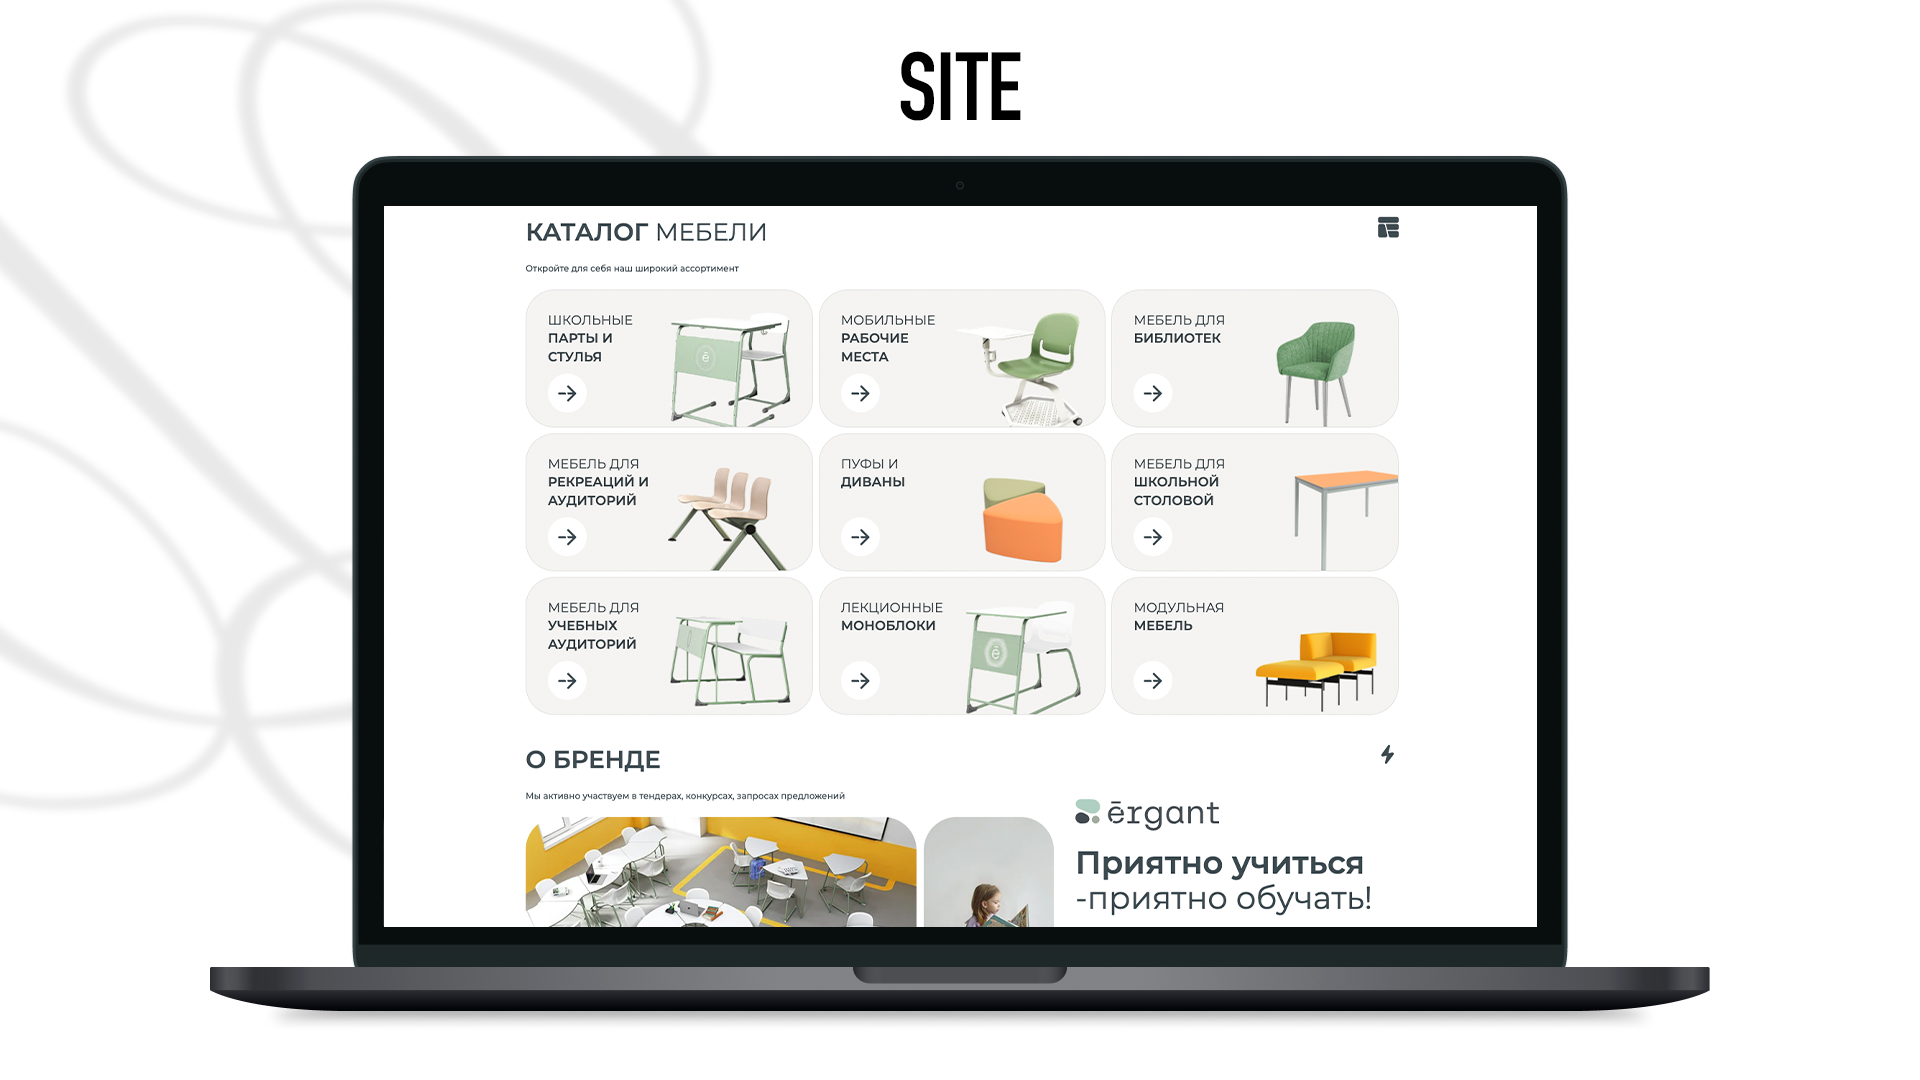 SITE
КАТАЛОГ МЕБЕЛИ
Откройте для себя наш широкий ассортимент
ШКОЛЬНЫЕ
ПАРТЫ И
СТУЛЬЯ
ē
МОБИЛЬНЫЕ
РАБОЧИЕ
МЕСТА
МЕБЕЛЬ ДЛЯ
БИБЛИОТЕК
МЕБЕЛЬ ДЛЯ
РЕКРЕАЦИЙ И
АУДИТОРИЙ
ПУФЫ И
ДИВАНЫ
МЕБЕЛЬ ДЛЯ
ШКОЛЬНОЙ
СТОЛОВОЙ
МЕБЕЛЬ ДЛЯ
УЧЕБНЫХ
АУДИТОРИЙ
ЛЕКЦИОННЫЕ
МОНОБЛОКИ
ē
МОДУЛЬНАЯ
МЕБЕЛЬ
О БРЕНДЕ
Мы активно участвуем в тендерах, конкурсах, запросах предложений
ērgant
Приятно учиться
-приятно обучать!